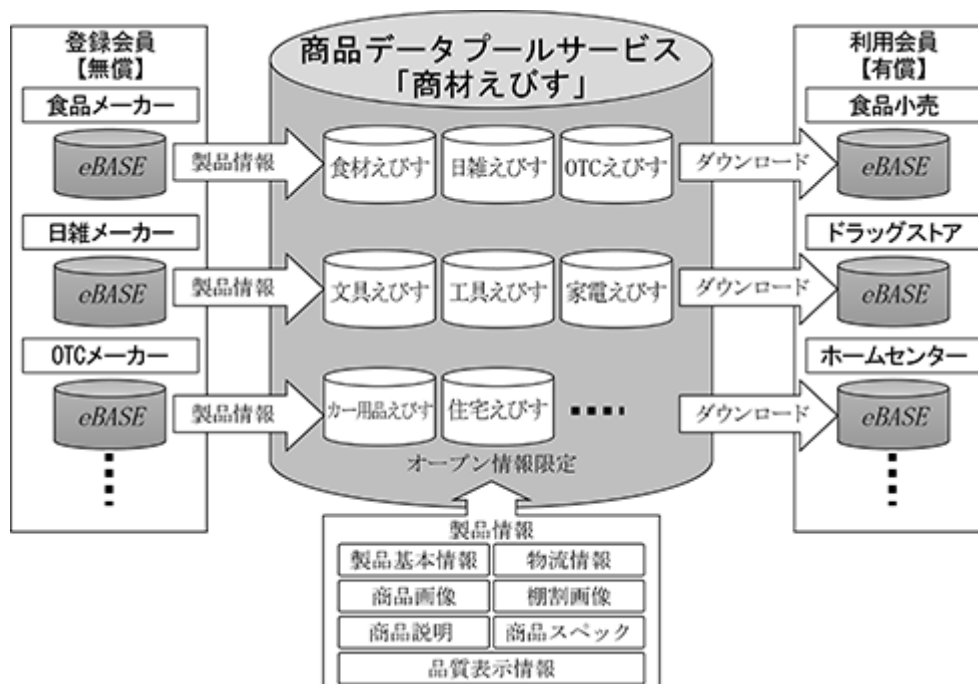 登録会員
【無償】
食品メーカー
eBASE
日雑メーカー
eBASE
OTCメーカー
eBASE
製品情報
製品情報
製品情報
商品データプールサービス
「商材えびす」
食材えびす
日雑えびす
OTCえびす
文具えびす
工具えびす
家電えびす
カー用品えびす
住宅えびす
オープン情報限定
ダウンロード
ダウンロード
ダウンロード
利用会員
【有償】
食品小売
eBASE
ドラッグストア
eBASE
ホームセンター
eBASE
製品情報
製品基本情報
物流情報
商品画像
棚割画像
商品説明
商品スペック
品質表示情報